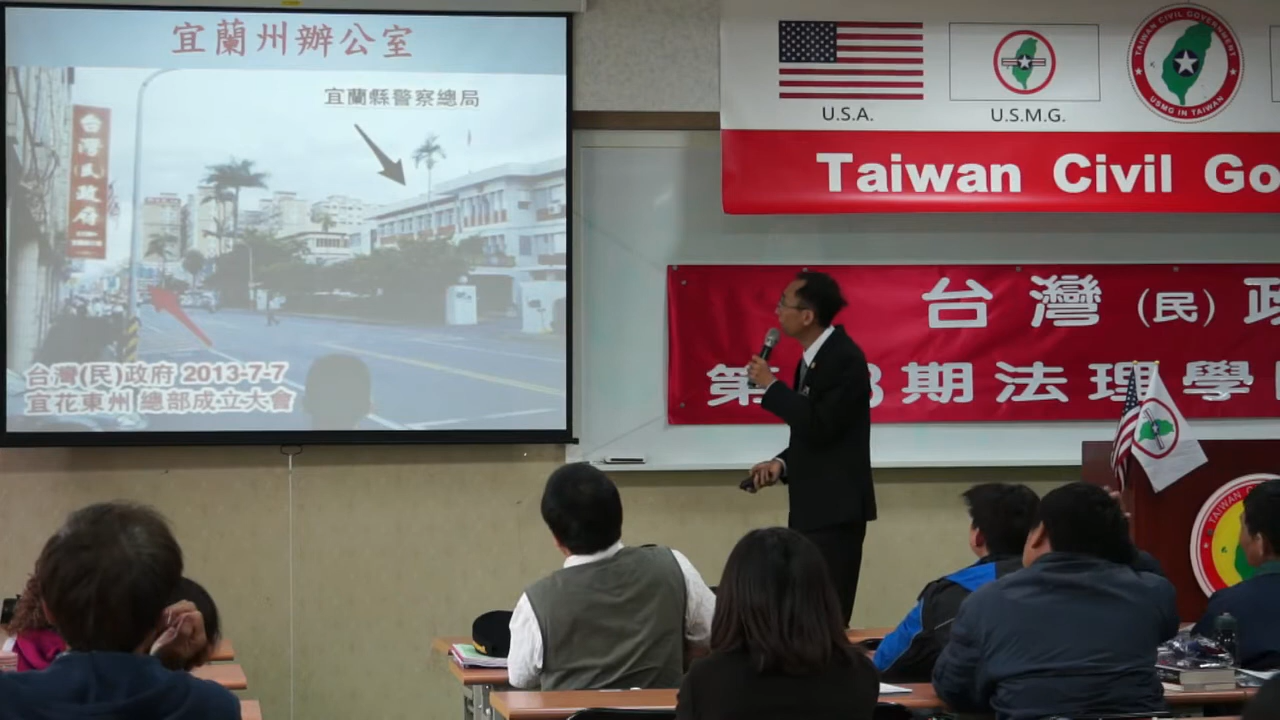 宜蘭州辦公室
宜蘭縣警察總局
台灣民政府
台灣(民)政府 2013-7-7
宜花東州 總部成立大會
U.S.A.
U.S.M.G.
TAIWAN CIVIL GOVERNMENT
USMG IN TAIWAN
Taiwan Civil Go
台灣(民)政
第 期法理學
TAIWAN